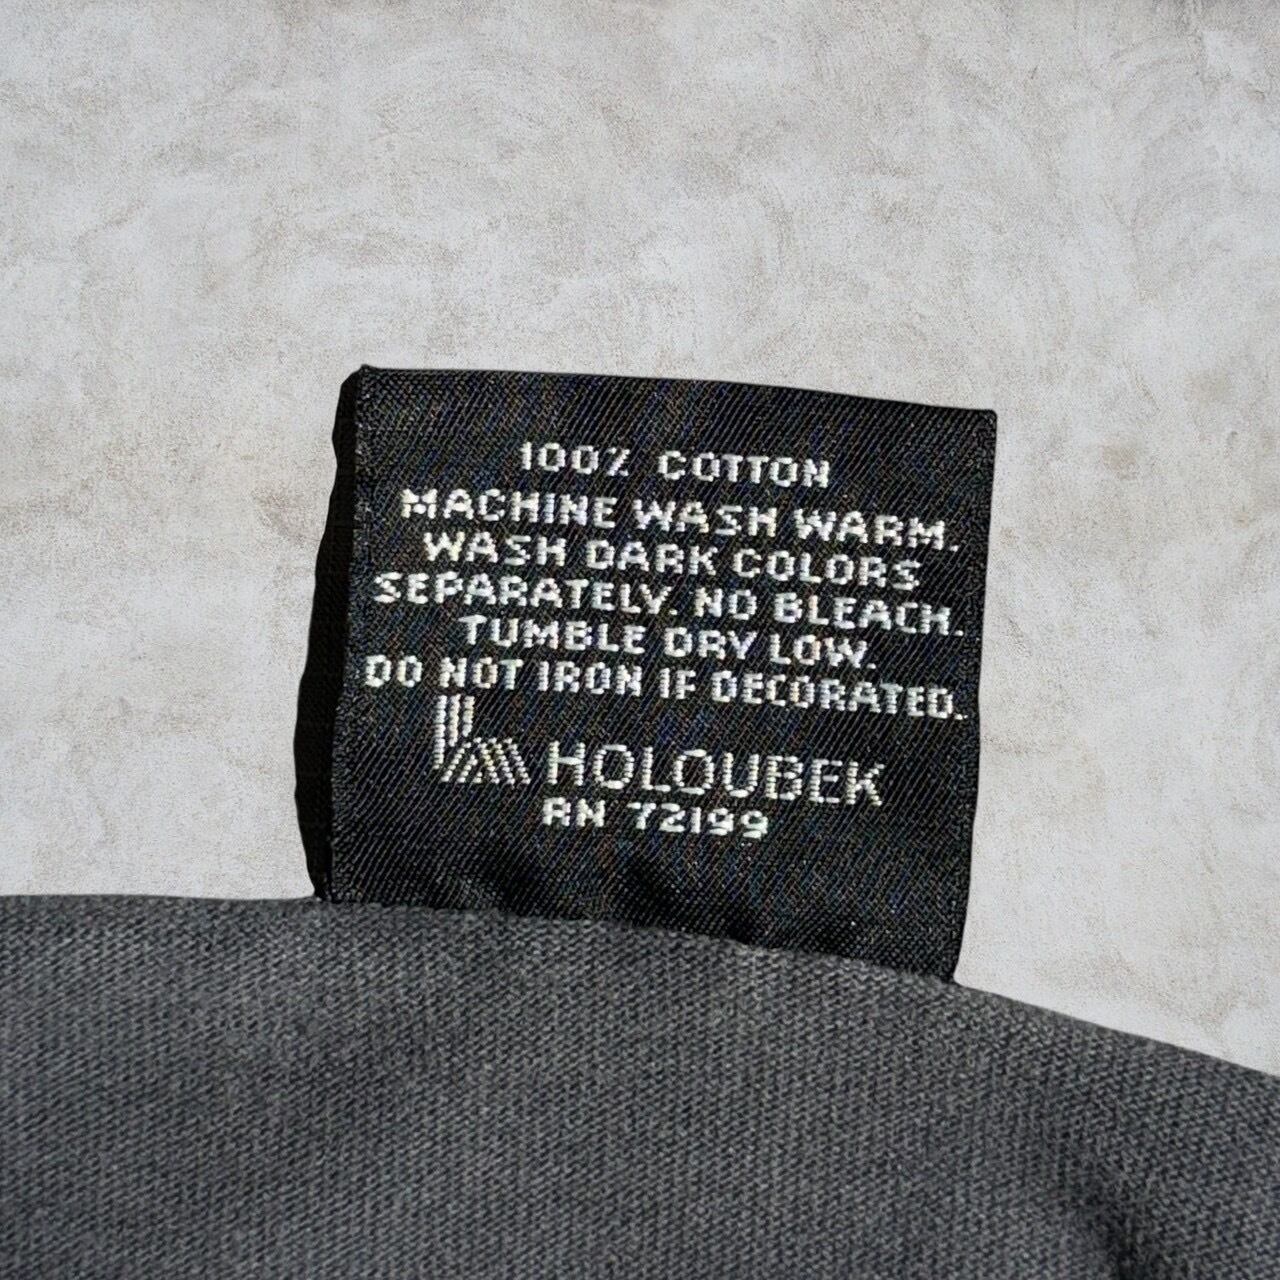 100% COTTON
MACHINE WASH WARM.
WASH DARK COLORS
SEPARATELY. NO BLEACH.
TUMBLE DRY LOW.
DO NOT IRON IF DECORATED.
HOLOUBEK
RN 72199